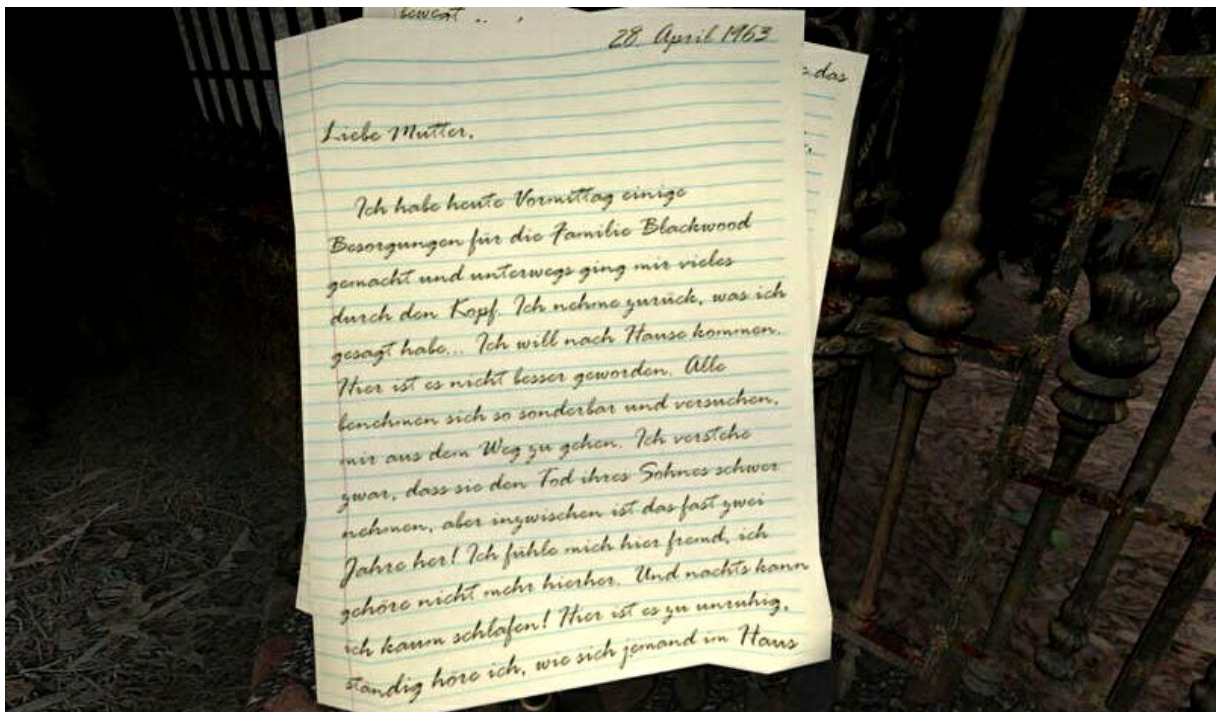 bewegt ..
28. April 1963
das
Liebe Mutter,
Ich habe heute Vormittag einige
Besorgungen für die Familie Blackwood
gemacht und unterwegs ging mir vieles
durch den Kopf. Ich nehme zurück, was ich
gesagt habe... Ich will nach Hause kommen.
Hier ist es nicht besser geworden. Alle
benehmen sich so sonderbar und versuchen,
mir aus dem Weg zu gehen. Ich verstehe
zwar, dass sie den Tod ihres Sohnes schwer
nehmen, aber inzwischen ist das fast zwei
Jahre her! Ich fühle mich hier fremd, ich
gehöre nicht mehr hierher. Und nachts kann
ich kaum schlafen! Hier ist es zu unruhig,
ständig höre ich, wie sich jemand im Haus